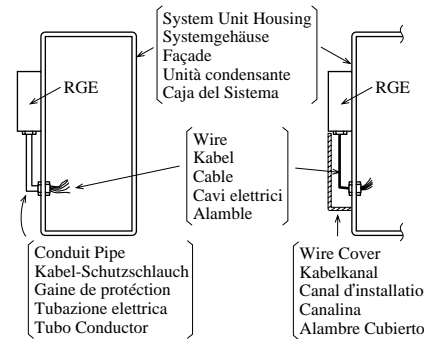 System Unit Housing
Systemgehäuse
Façade
Unità condensante
Caja del Sistema
RGE
RGE
Wire
Kabel
Cable
Cavi elettrici
Alamble
Conduit Pipe
Kabel-Schutzschlauch
Gaine de protéction
Tubazione elettrica
Tubo Conductor
Wire Cover
Kabelkanal
Canal d'installatio
Canalina
Alambre Cubierto